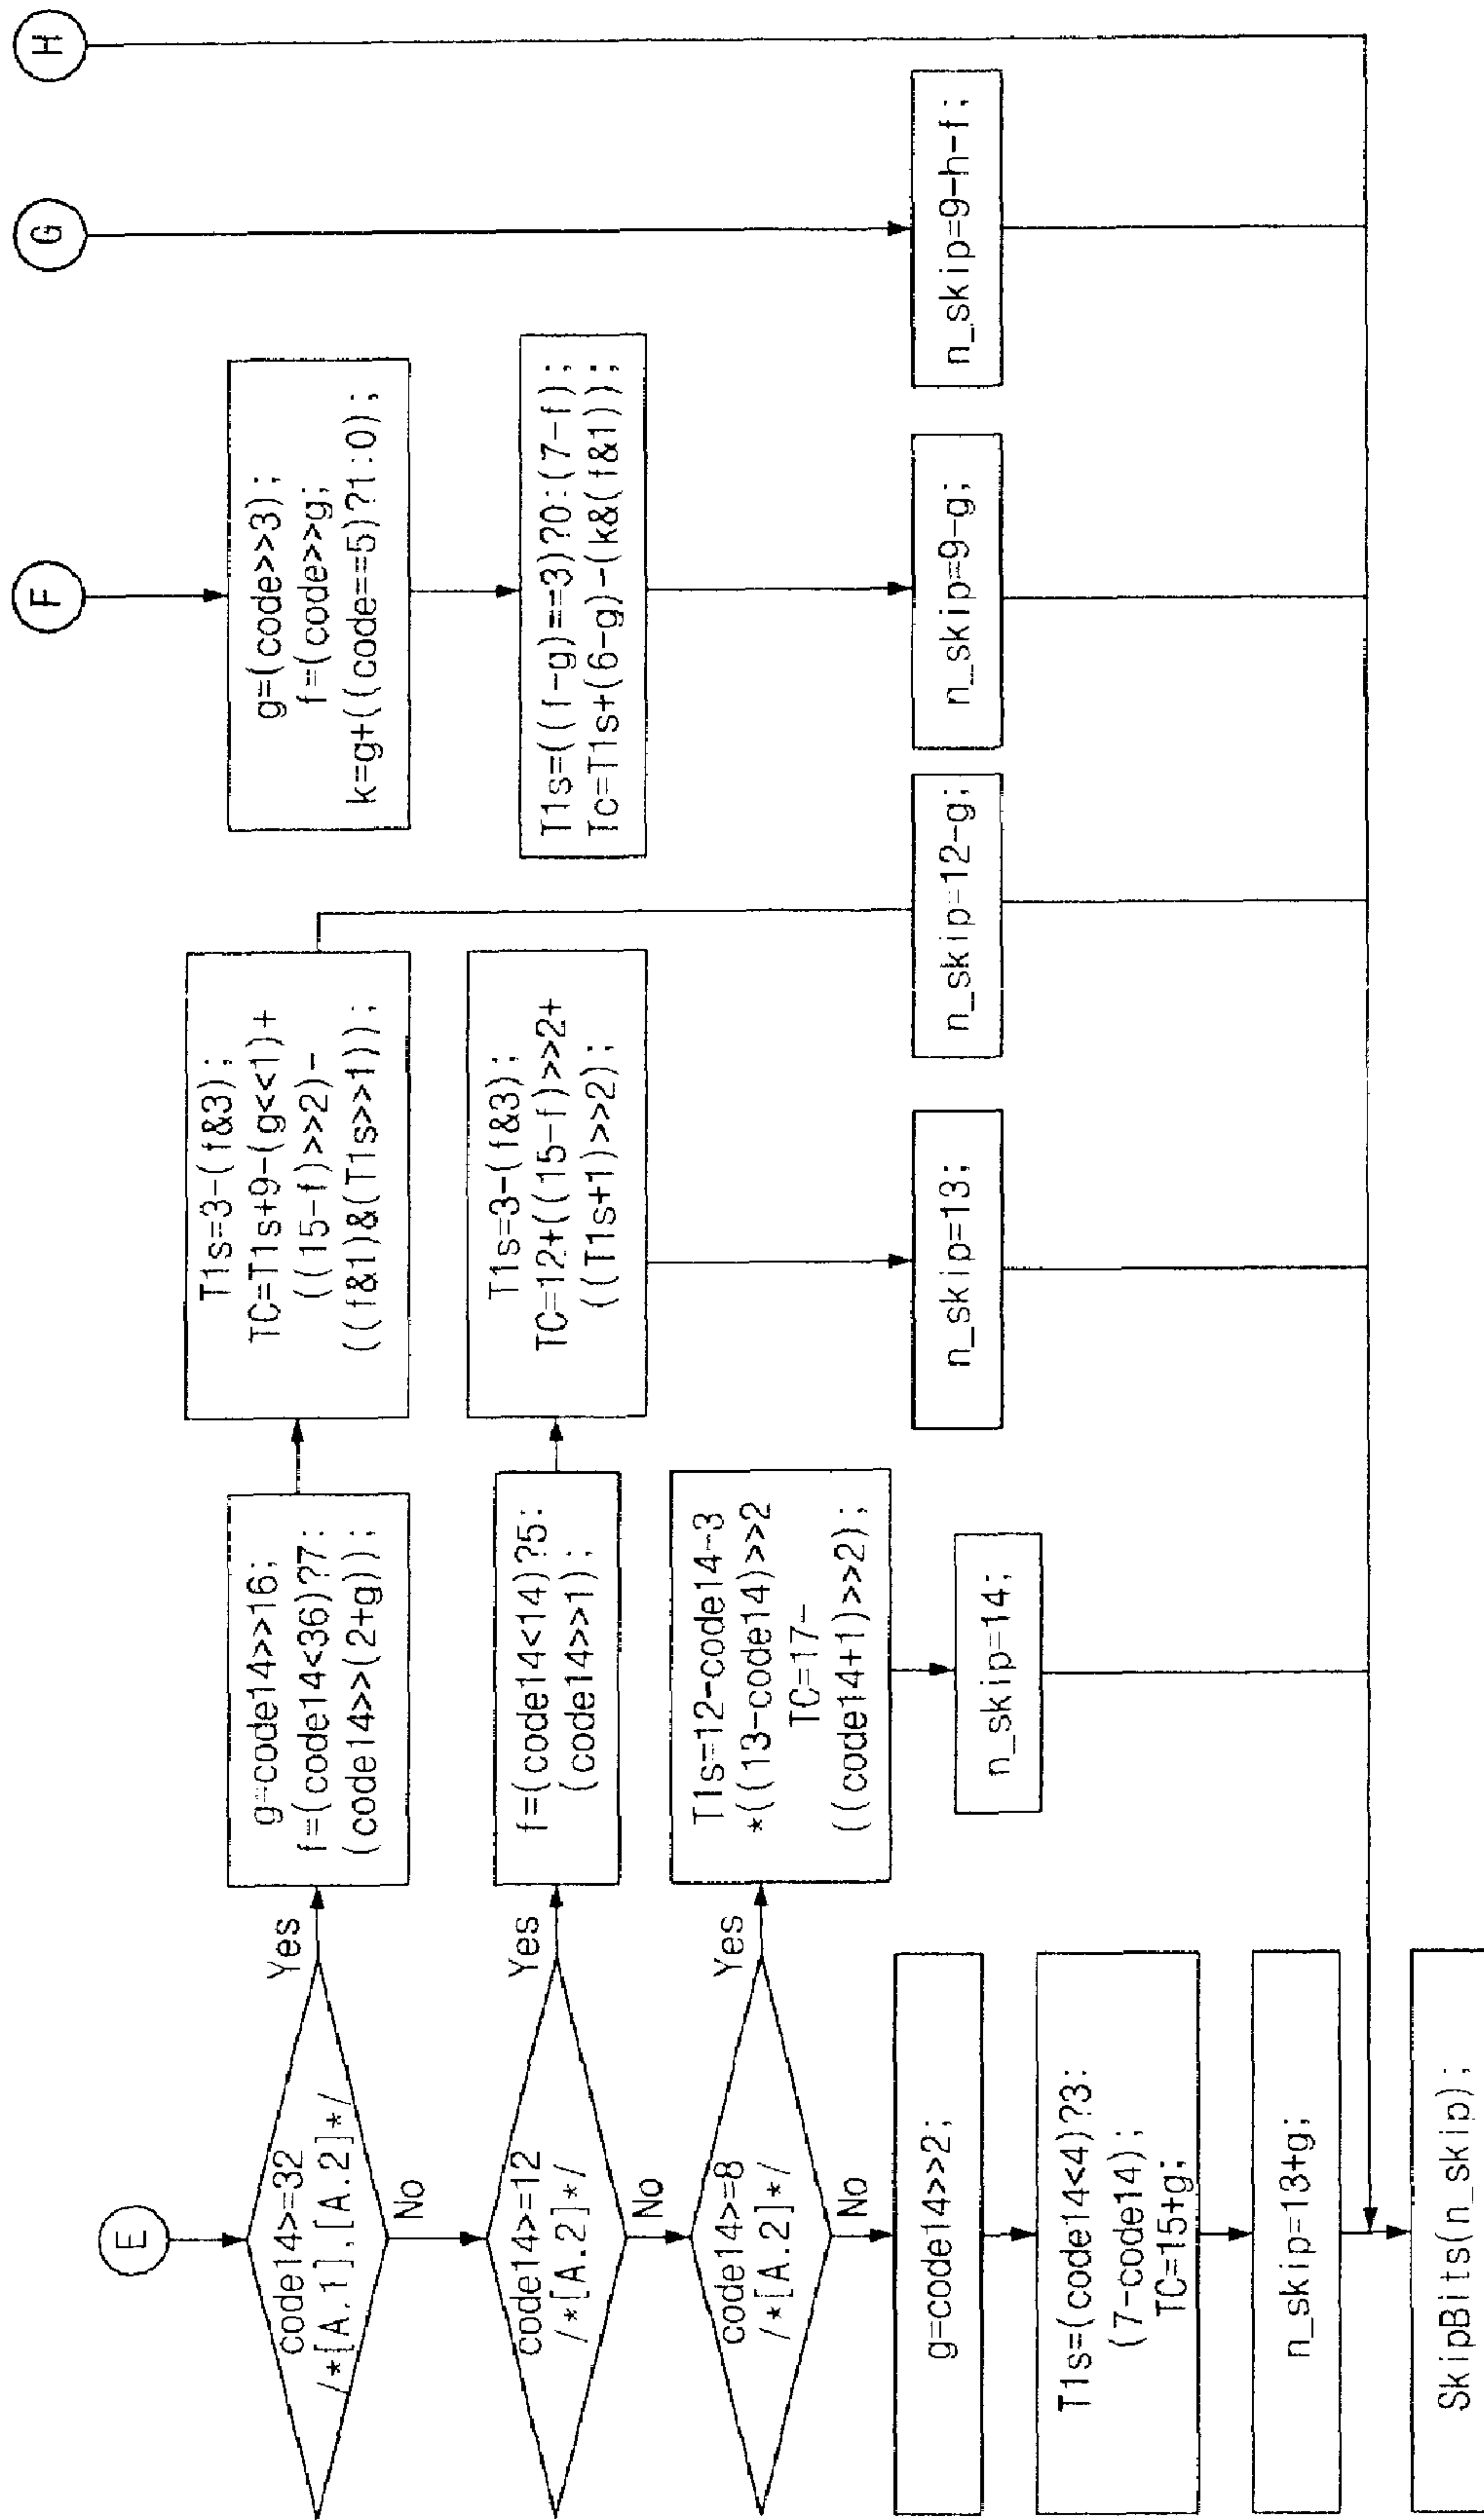 E
code14>=32
/*[A.1],[A.2]*/
Yes
No
g=code14>>16;
f=(code14<36)?7:
(code14>>(2+g));
T1s=3-(f&3);
TC=T1s+9-(g<<1)+
((15-f)>>2)-
((f&1)&(T1s>>1));
n_skip=12-g;
code14>=12
/*[A.2]*/
Yes
No
f=(code14<14)?5:
(code14>>1);
T1s=3-(f&3);
TC=12+((15-f)>>2+
((T1s+1)>>2);
n_skip=13;
code14>=8
/*[A.2]*/
Yes
No
T1s=12-code14-3
*((13-code14)>>2
TC=17-
((code14+1)>>2);
n_skip=14;
g=code14>>2;
T1s=(code14<4)?3:
(7-code14);
TC=15+g;
n_skip=13+g;
SkipBits(n_skip);
F
g=(code>>3);
f=(code>>g;
k=g+((code==5)?1:0);
T1s=((f-g)==3)?0:(7-f);
Tc=T1s+(6-g)-(k&(f&1));
n_skip=9-g;
G
n_skip=9-h-f;
H